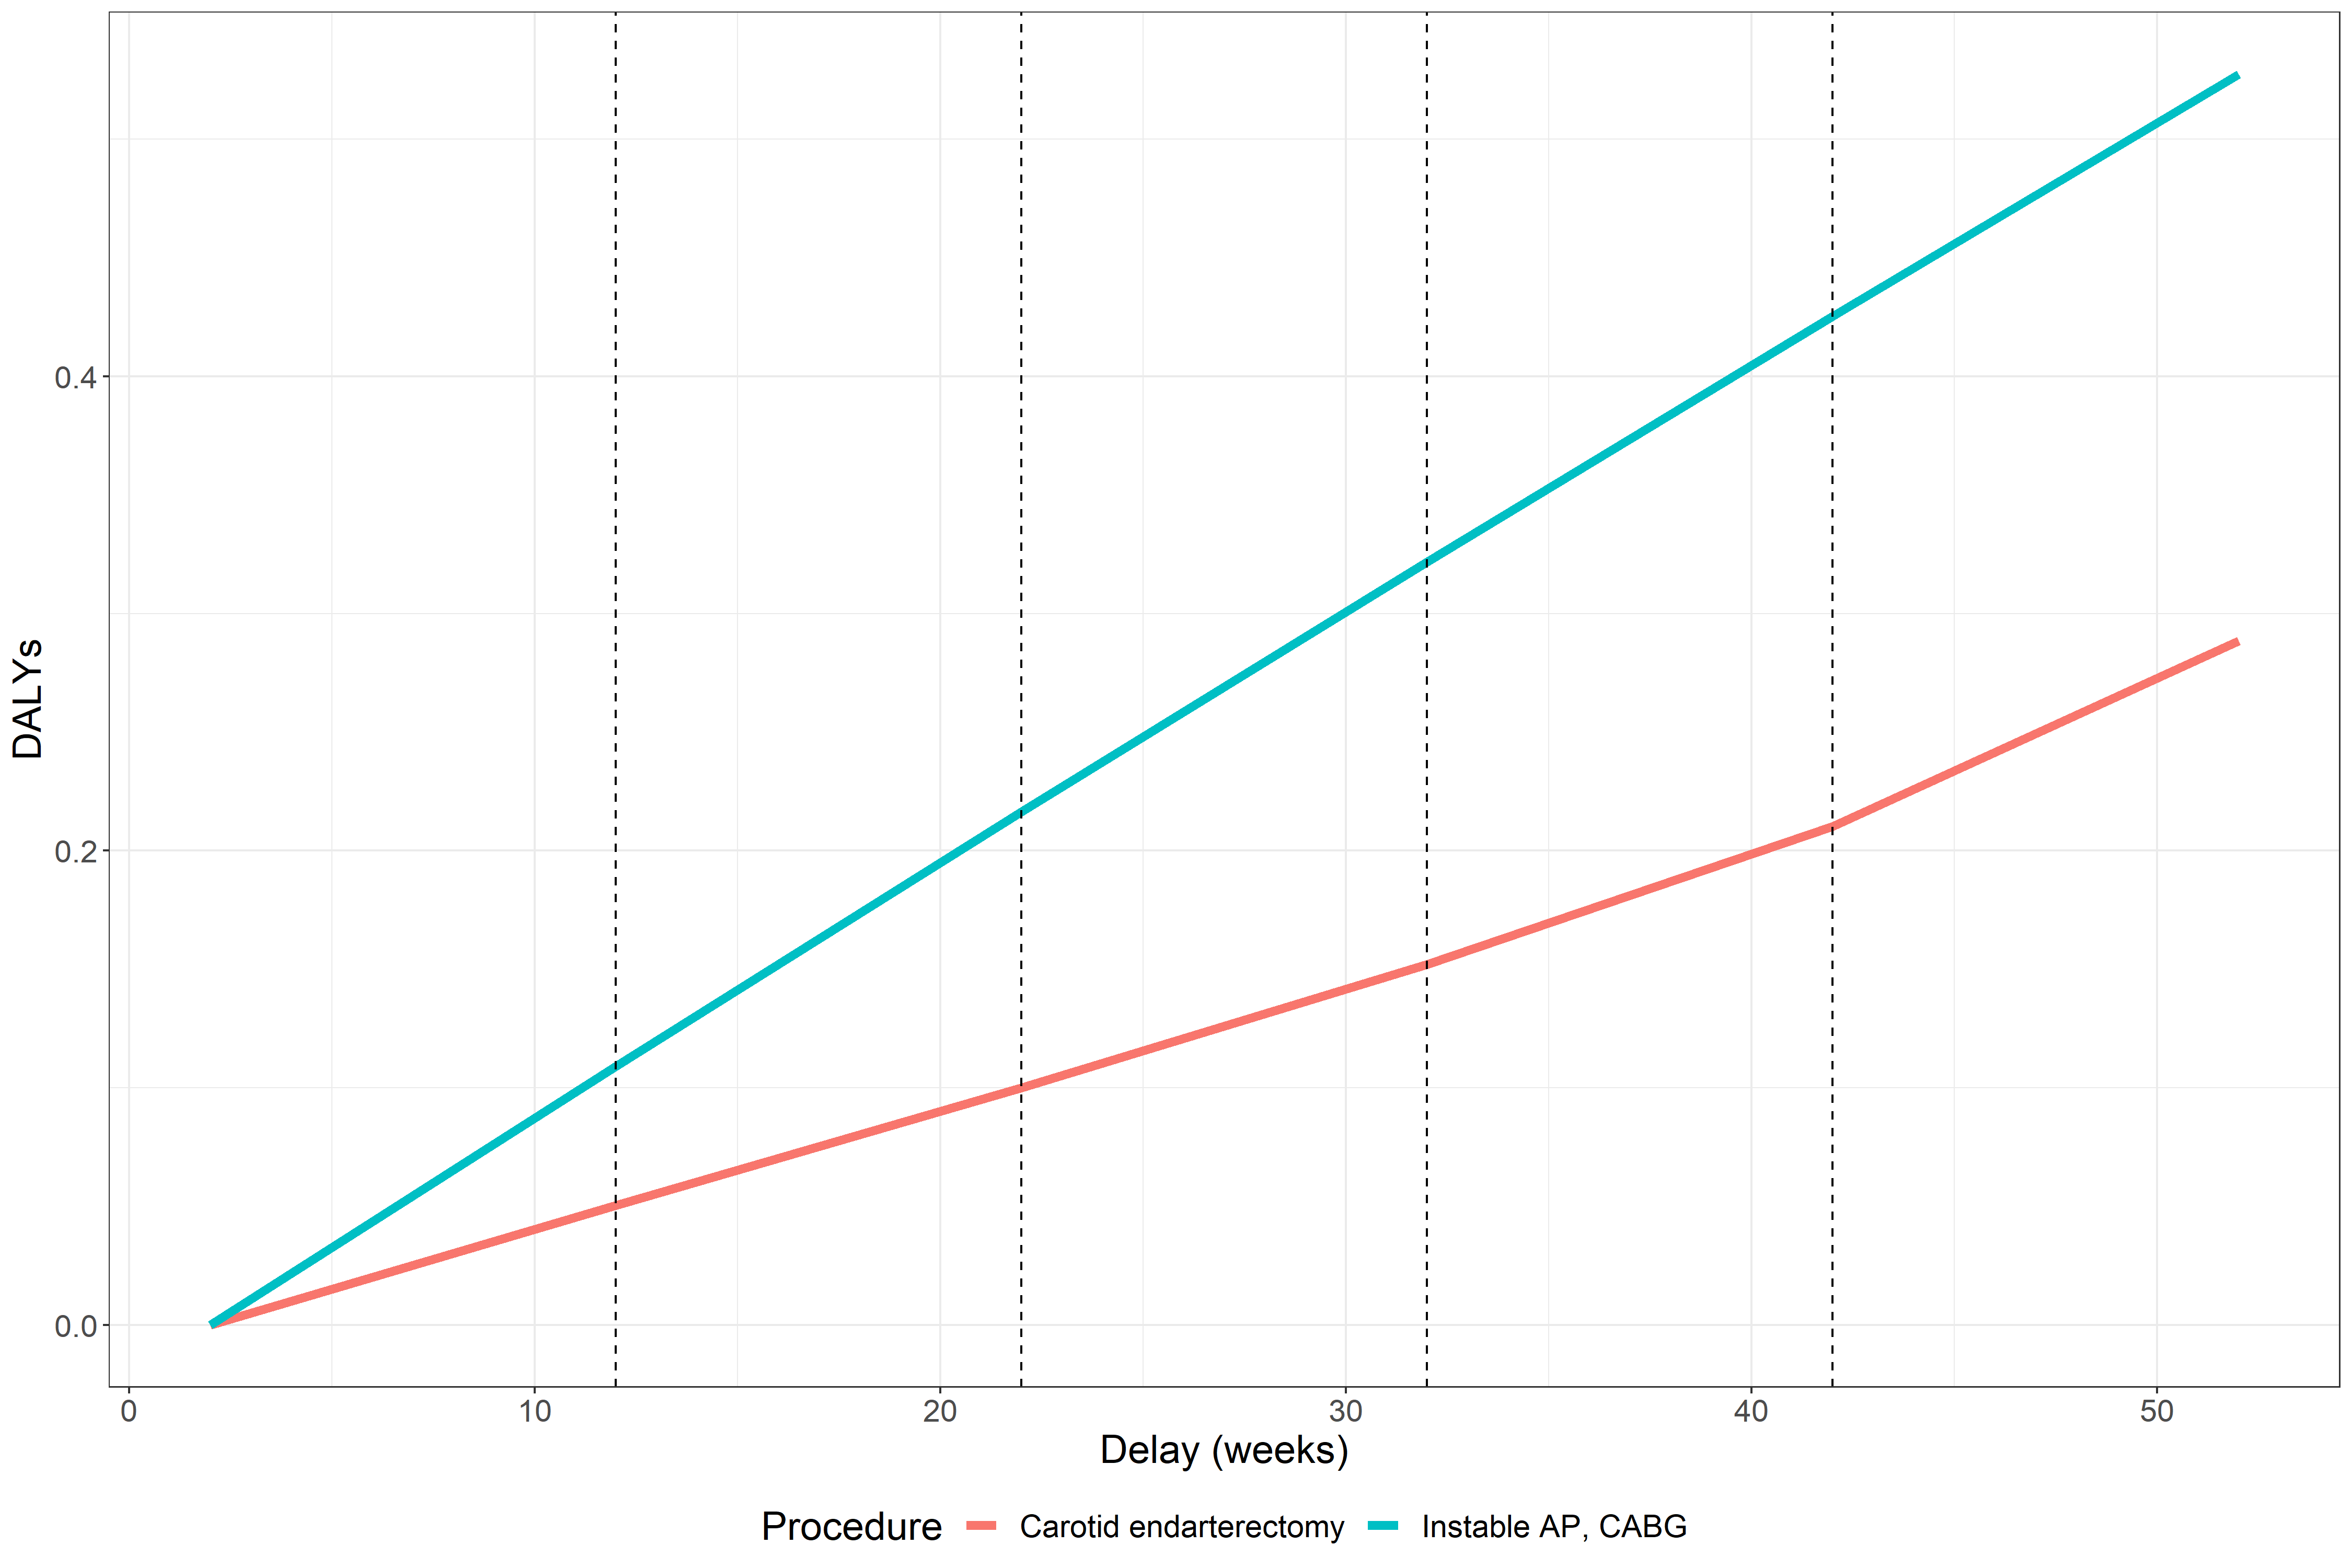 DALYs
0.4
0.2
0.0
0 10 20 30 40 50
Delay (weeks)
Procedure Carotid endarterectomy Instable AP, CABG